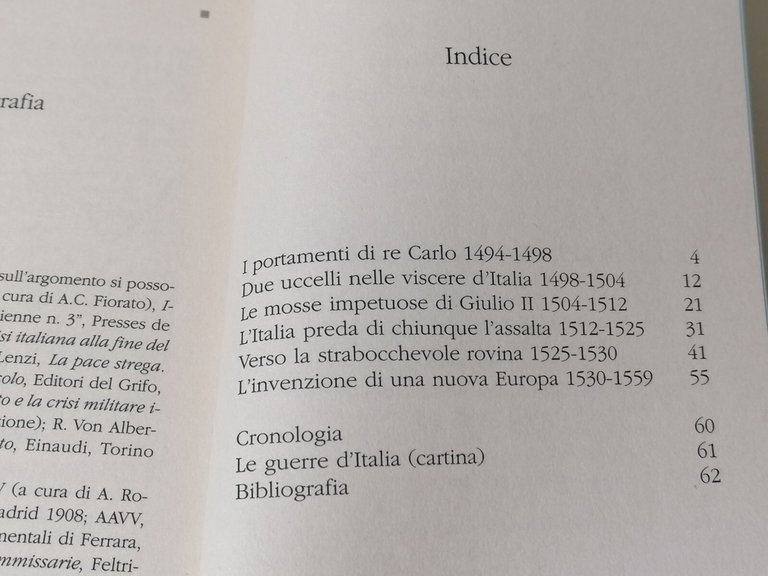 rafia
sull'argomento si posso-
cura di A.C. Fiorato), I-
ienne n. 3", Presses de
si italiana alla fine del
Lenzi, La pace strega.
colo, Editori del Grifo,
to e la crisi militare i-
zione); R. Von Alber-
to, Einaudi, Torino
V (a cura di A. Ro-
adrid 1908; AAVV,
mentali di Ferrara,
mmissarie, Feltri-
Indice
I portamenti di re Carlo 1494-1498 4
Due uccelli nelle viscere d'Italia 1498-1504 12
Le mosse impetuose di Giulio II 1504-1512 21
L'Italia preda di chiunque l'assalta 1512-1525 31
Verso la strabocchevole rovina 1525-1530 41
L'invenzione di una nuova Europa 1530-1559 55
Cronologia 60
Le guerre d'Italia (cartina) 61
Bibliografia 62